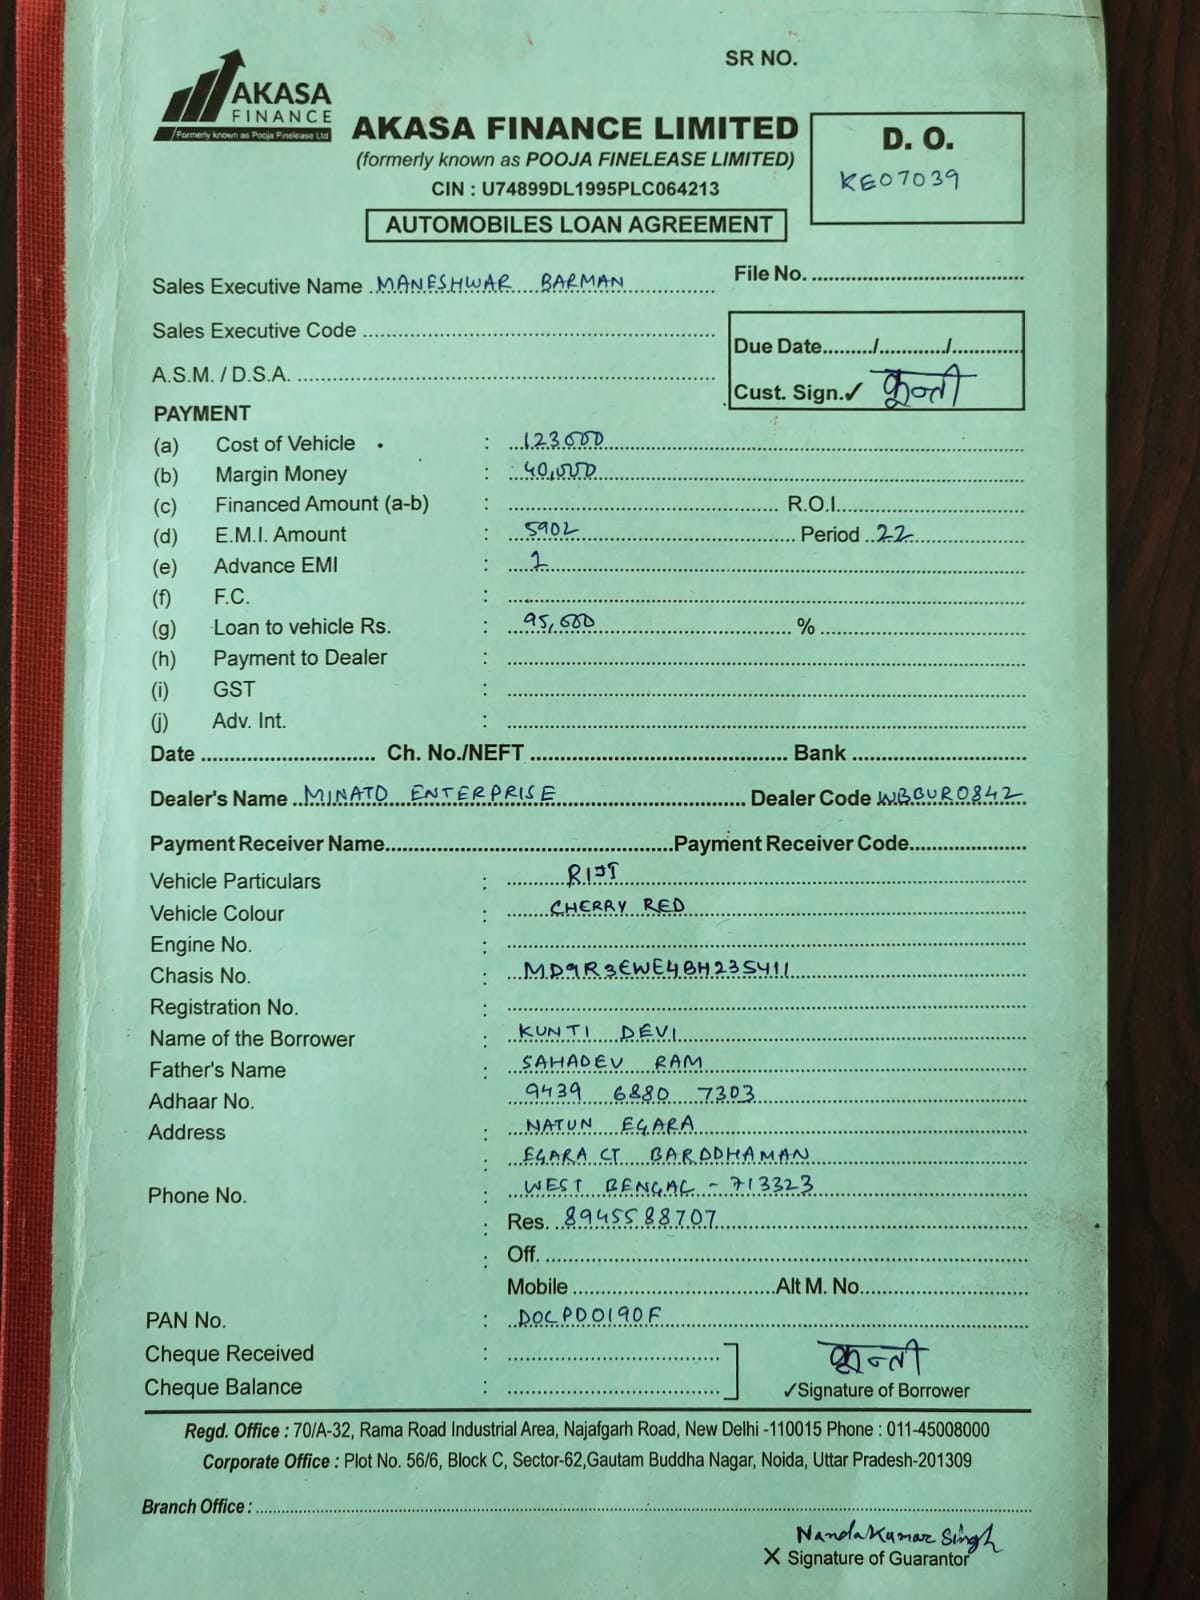 SR NO.
AKASA
FINANCE
Formerly known as Pooja Finelease Ltd
AKASA FINANCE LIMITED
(formerly known as POOJA FINELEASE LIMITED)
CIN : U74899DL1995PLC064213
AUTOMOBILES LOAN AGREEMENT
D. O.
KE07039
Sales Executive Name MANESHWAR BARMAN
File No.
Sales Executive Code
A.S.M. / D.S.A.
Due Date......../............/............
Cust. Sign.✓ कून्ती
PAYMENT
(a) Cost of Vehicle : 123000
(b) Margin Money : 40,000
(c) Financed Amount (a-b) : R.O.I.
(d) E.M.I. Amount : 5902 Period 22
(e) Advance EMI : 1
(f) F.C. :
(g) Loan to vehicle Rs. : 95,000 %
(h) Payment to Dealer :
(i) GST :
(j) Adv. Int. :
Date Ch. No./NEFT Bank
Dealer's Name MINATO ENTERPRISE Dealer Code WBBUR0842
Payment Receiver Name Payment Receiver Code
Vehicle Particulars :
Vehicle Colour : CHERRY RED
Engine No. :
Chasis No. : MD9R3EWE4BH235411
Registration No. :
Name of the Borrower : KUNTI DEVI
Father's Name : SAHADEV RAM
Adhaar No. 9439 6880 7303
Address : NATUN EGARA
: EGARA CT BARDDHAMAN
Phone No. : WEST BENGAL - 713323
: Res. 8945588707
: Off.
Mobile Alt M. No.
PAN No. : DOCPD0190F
Cheque Received :
Cheque Balance :
कून्ती
✓Signature of Borrower
Regd. Office : 70/A-32, Rama Road Industrial Area, Najafgarh Road, New Delhi -110015 Phone : 011-45008000
Corporate Office : Plot No. 56/6, Block C, Sector-62,Gautam Buddha Nagar, Noida, Uttar Pradesh-201309
Branch Office :
Nandakumar Singh
X Signature of Guarantor